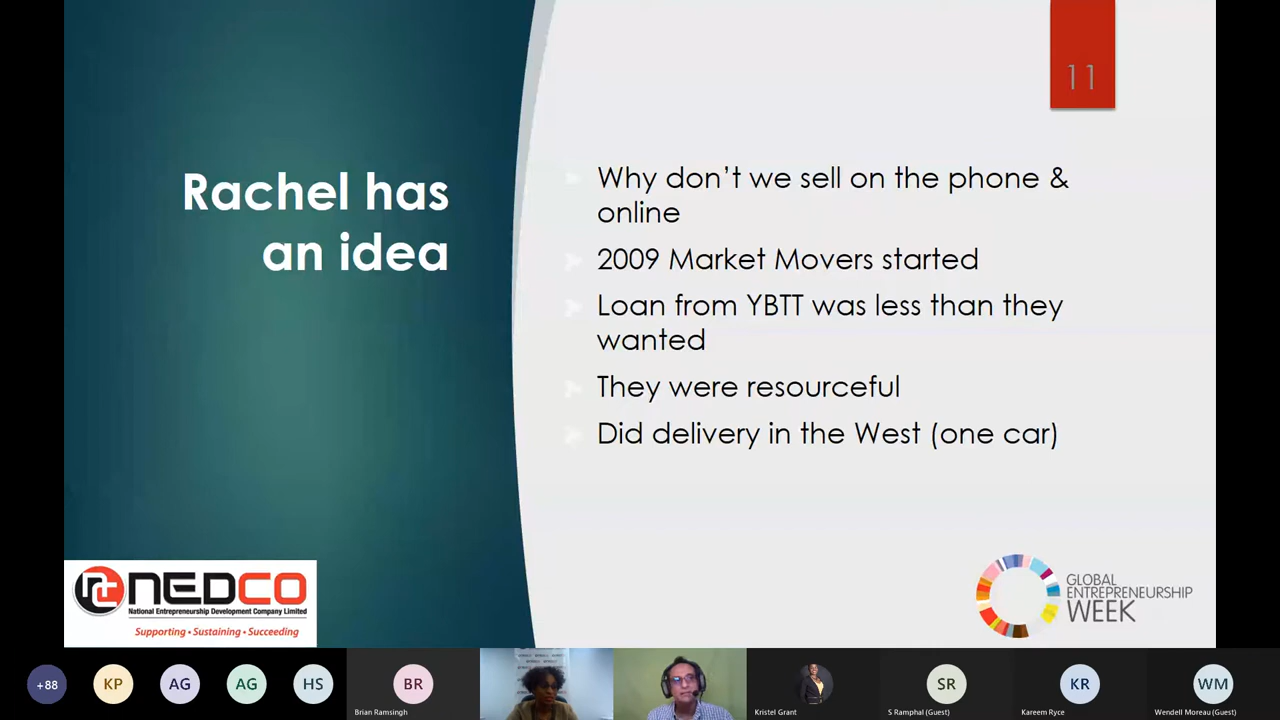 11
Rachel has
an idea
Why don’t we sell on the phone &
online
2009 Market Movers started
Loan from YBTT was less than they
wanted
They were resourceful
Did delivery in the West (one car)
NEDCO
National Entrepreneurship Development Company Limited
Supporting • Sustaining • Succeeding
GLOBAL
ENTREPRENEURSHIP
WEEK
+88
KP
AG
AG
HS
BR
Brian Ramsingh
Kristel Grant
SR
S Ramphal (Guest)
KR
Kareem Ryce
WM
Wendell Moreau (Guest)